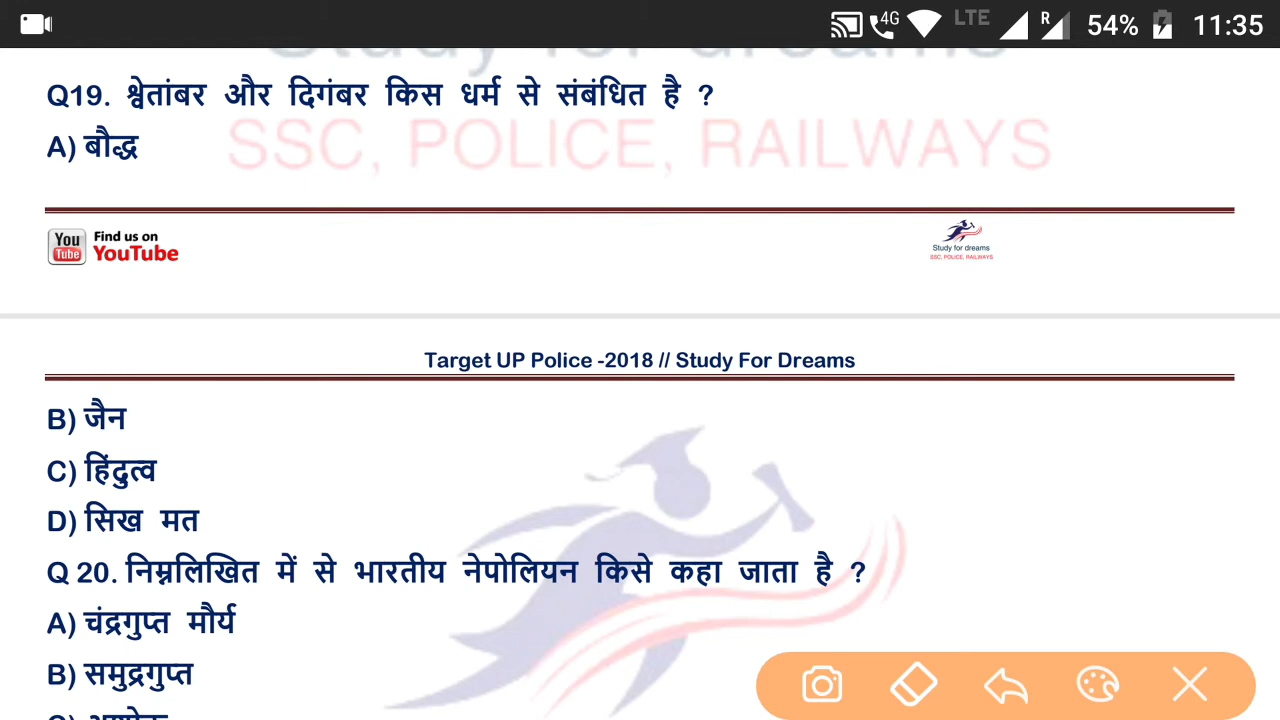 4G LTE R 54% 11:35
Q19. श्वेतांबर और दिगंबर किस धर्म से संबंधित है ?
A) बौद्ध
SSC, POLICE, RAILWAYS
You Tube Find us on YouTube
Study for dreams
SSC, POLICE, RAILWAYS
Target UP Police -2018 // Study For Dreams
B) जैन
C) हिंदुत्व
D) सिख मत
Q 20. निम्नलिखित में से भारतीय नेपोलियन किसे कहा जाता है ?
A) चंद्रगुप्त मौर्य
B) समुद्रगुप्त